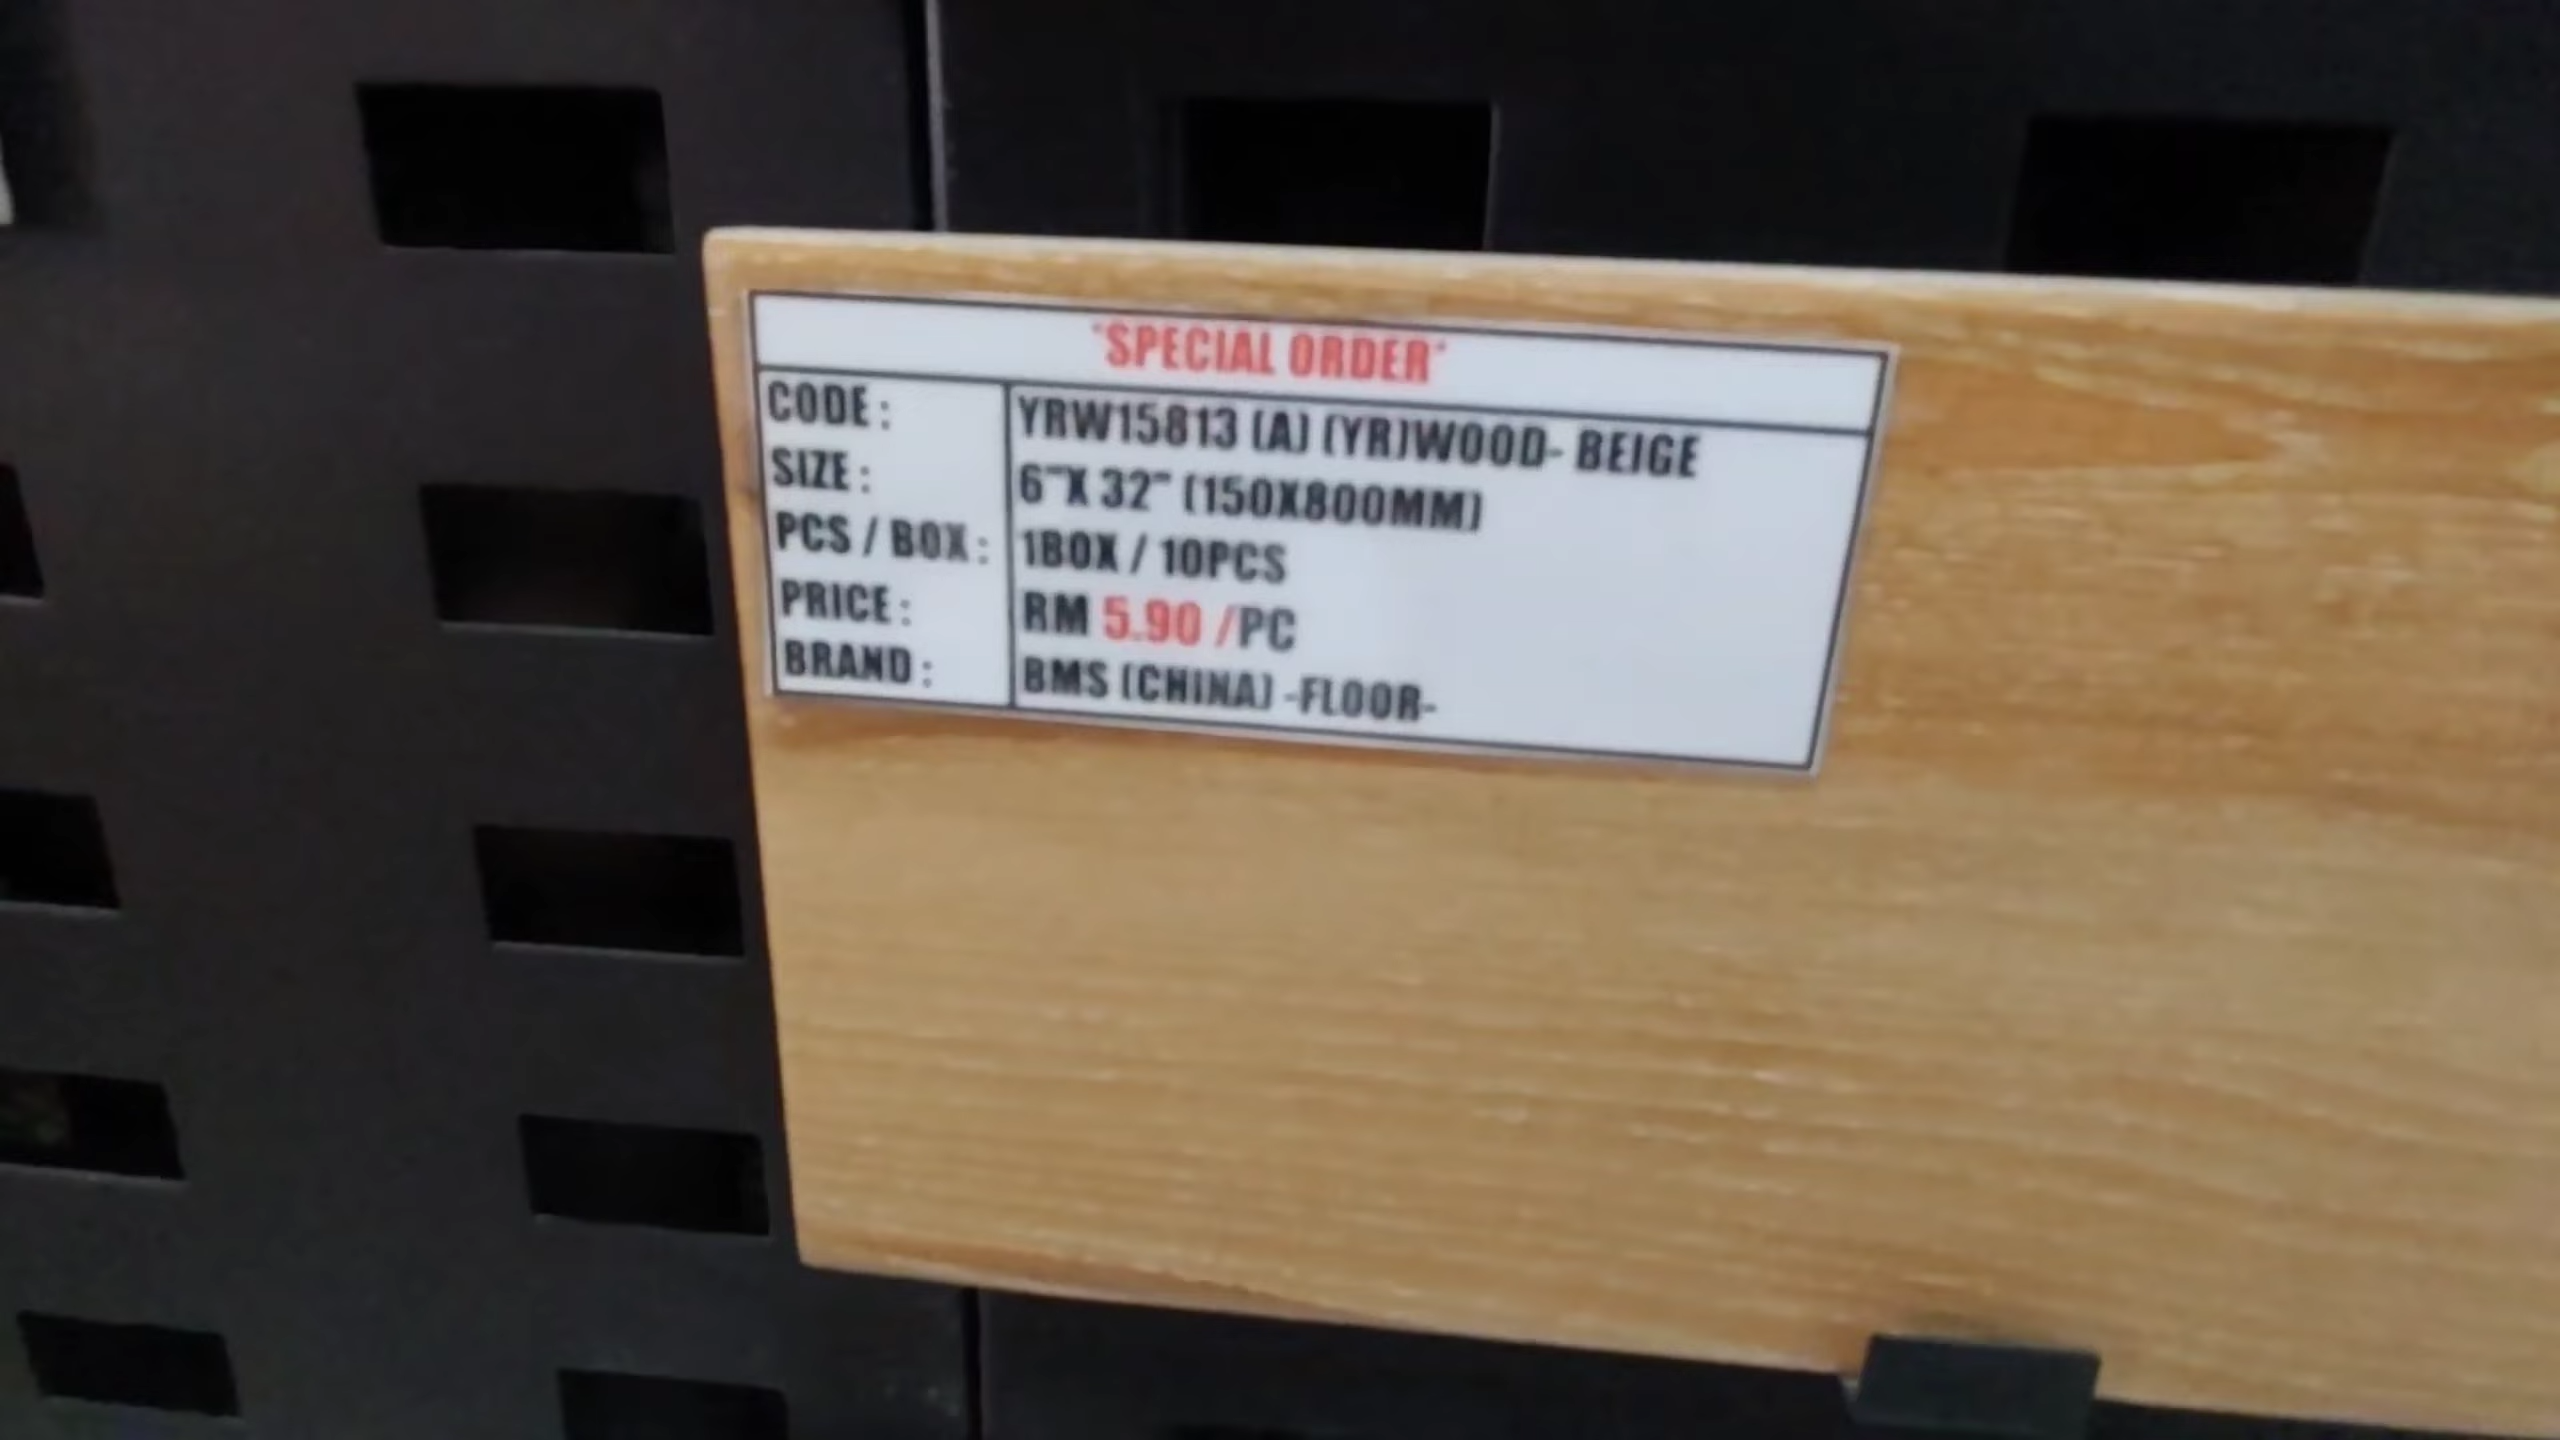 "SPECIAL ORDER"
CODE : YRW15813 (A) (YR)WOOD- BEIGE
SIZE : 6"X 32" (150X800MM)
PCS / BOX : 1BOX / 10PCS
PRICE : RM 5.90 /PC
BRAND : BMS (CHINA) -FLOOR-